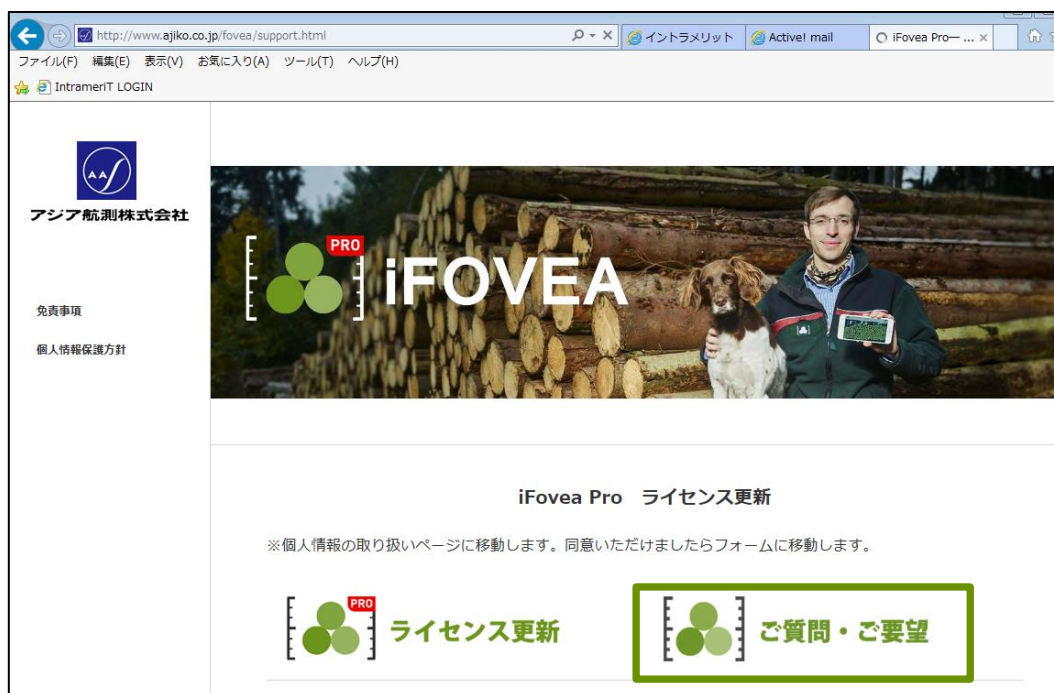 http://www.ajiko.co.jp/fovea/support.html
イントラメリット
Active! mail
iFovea Pro— ...
ファイル(F) 編集(E) 表示(V) お気に入り(A) ツール(T) ヘルプ(H)
IntrameriT LOGIN
AAS
アジア航測株式会社
免責事項
個人情報保護方針
PRO
iFOVEA
iFovea Pro ライセンス更新
※個人情報の取り扱いページに移動します。同意いただけましたらフォームに移動します。
PRO
ライセンス更新
ご質問・ご要望